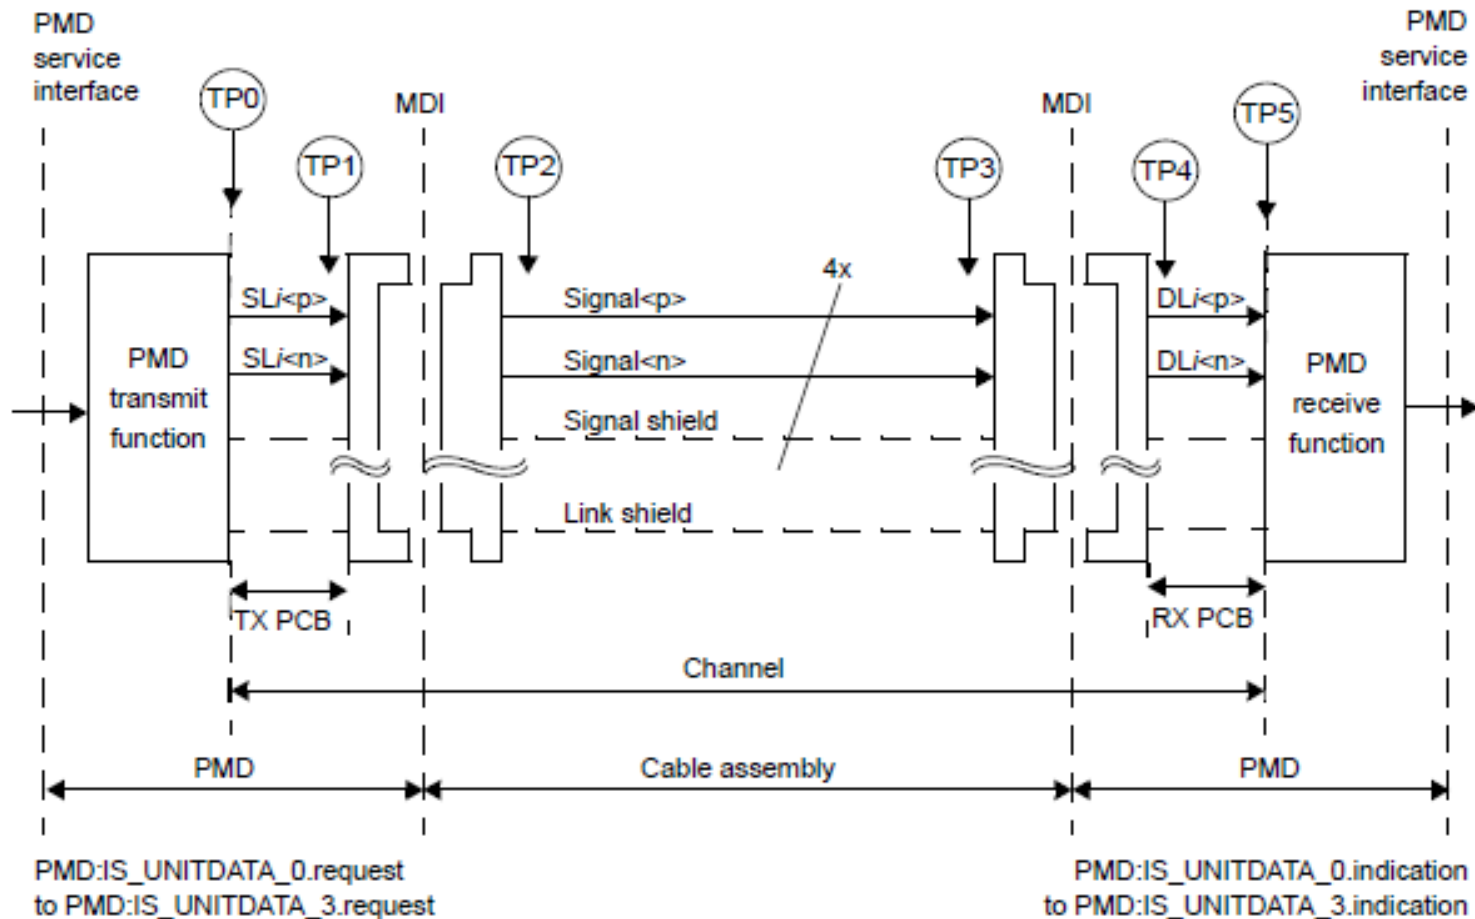 PMD
service
interface
PMD
service
interface
TP0
MDI
MDI
TP5
TP1
TP2
TP3
TP4
4x
SLi<p>
Signal<p>
DLi<p>
SLi<n>
Signal<n>
DLi<n>
PMD
transmit
function
PMD
receive
function
Signal shield
Link shield
TX PCB
RX PCB
Channel
PMD
Cable assembly
PMD
PMD:IS_UNITDATA_0.request
to PMD:IS_UNITDATA_3.request
PMD:IS_UNITDATA_0.indication
to PMD:IS_UNITDATA_3.indication